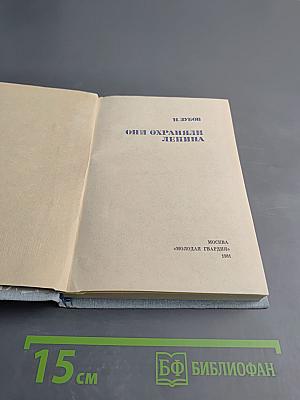 Н. ЗУБОВ
ОНИ ОХРАНЯЛИ
ЛЕНИНА
МОСКВА
«МОЛОДАЯ ГВАРДИЯ»
1981
15 см
БФ БИБЛИОФАН